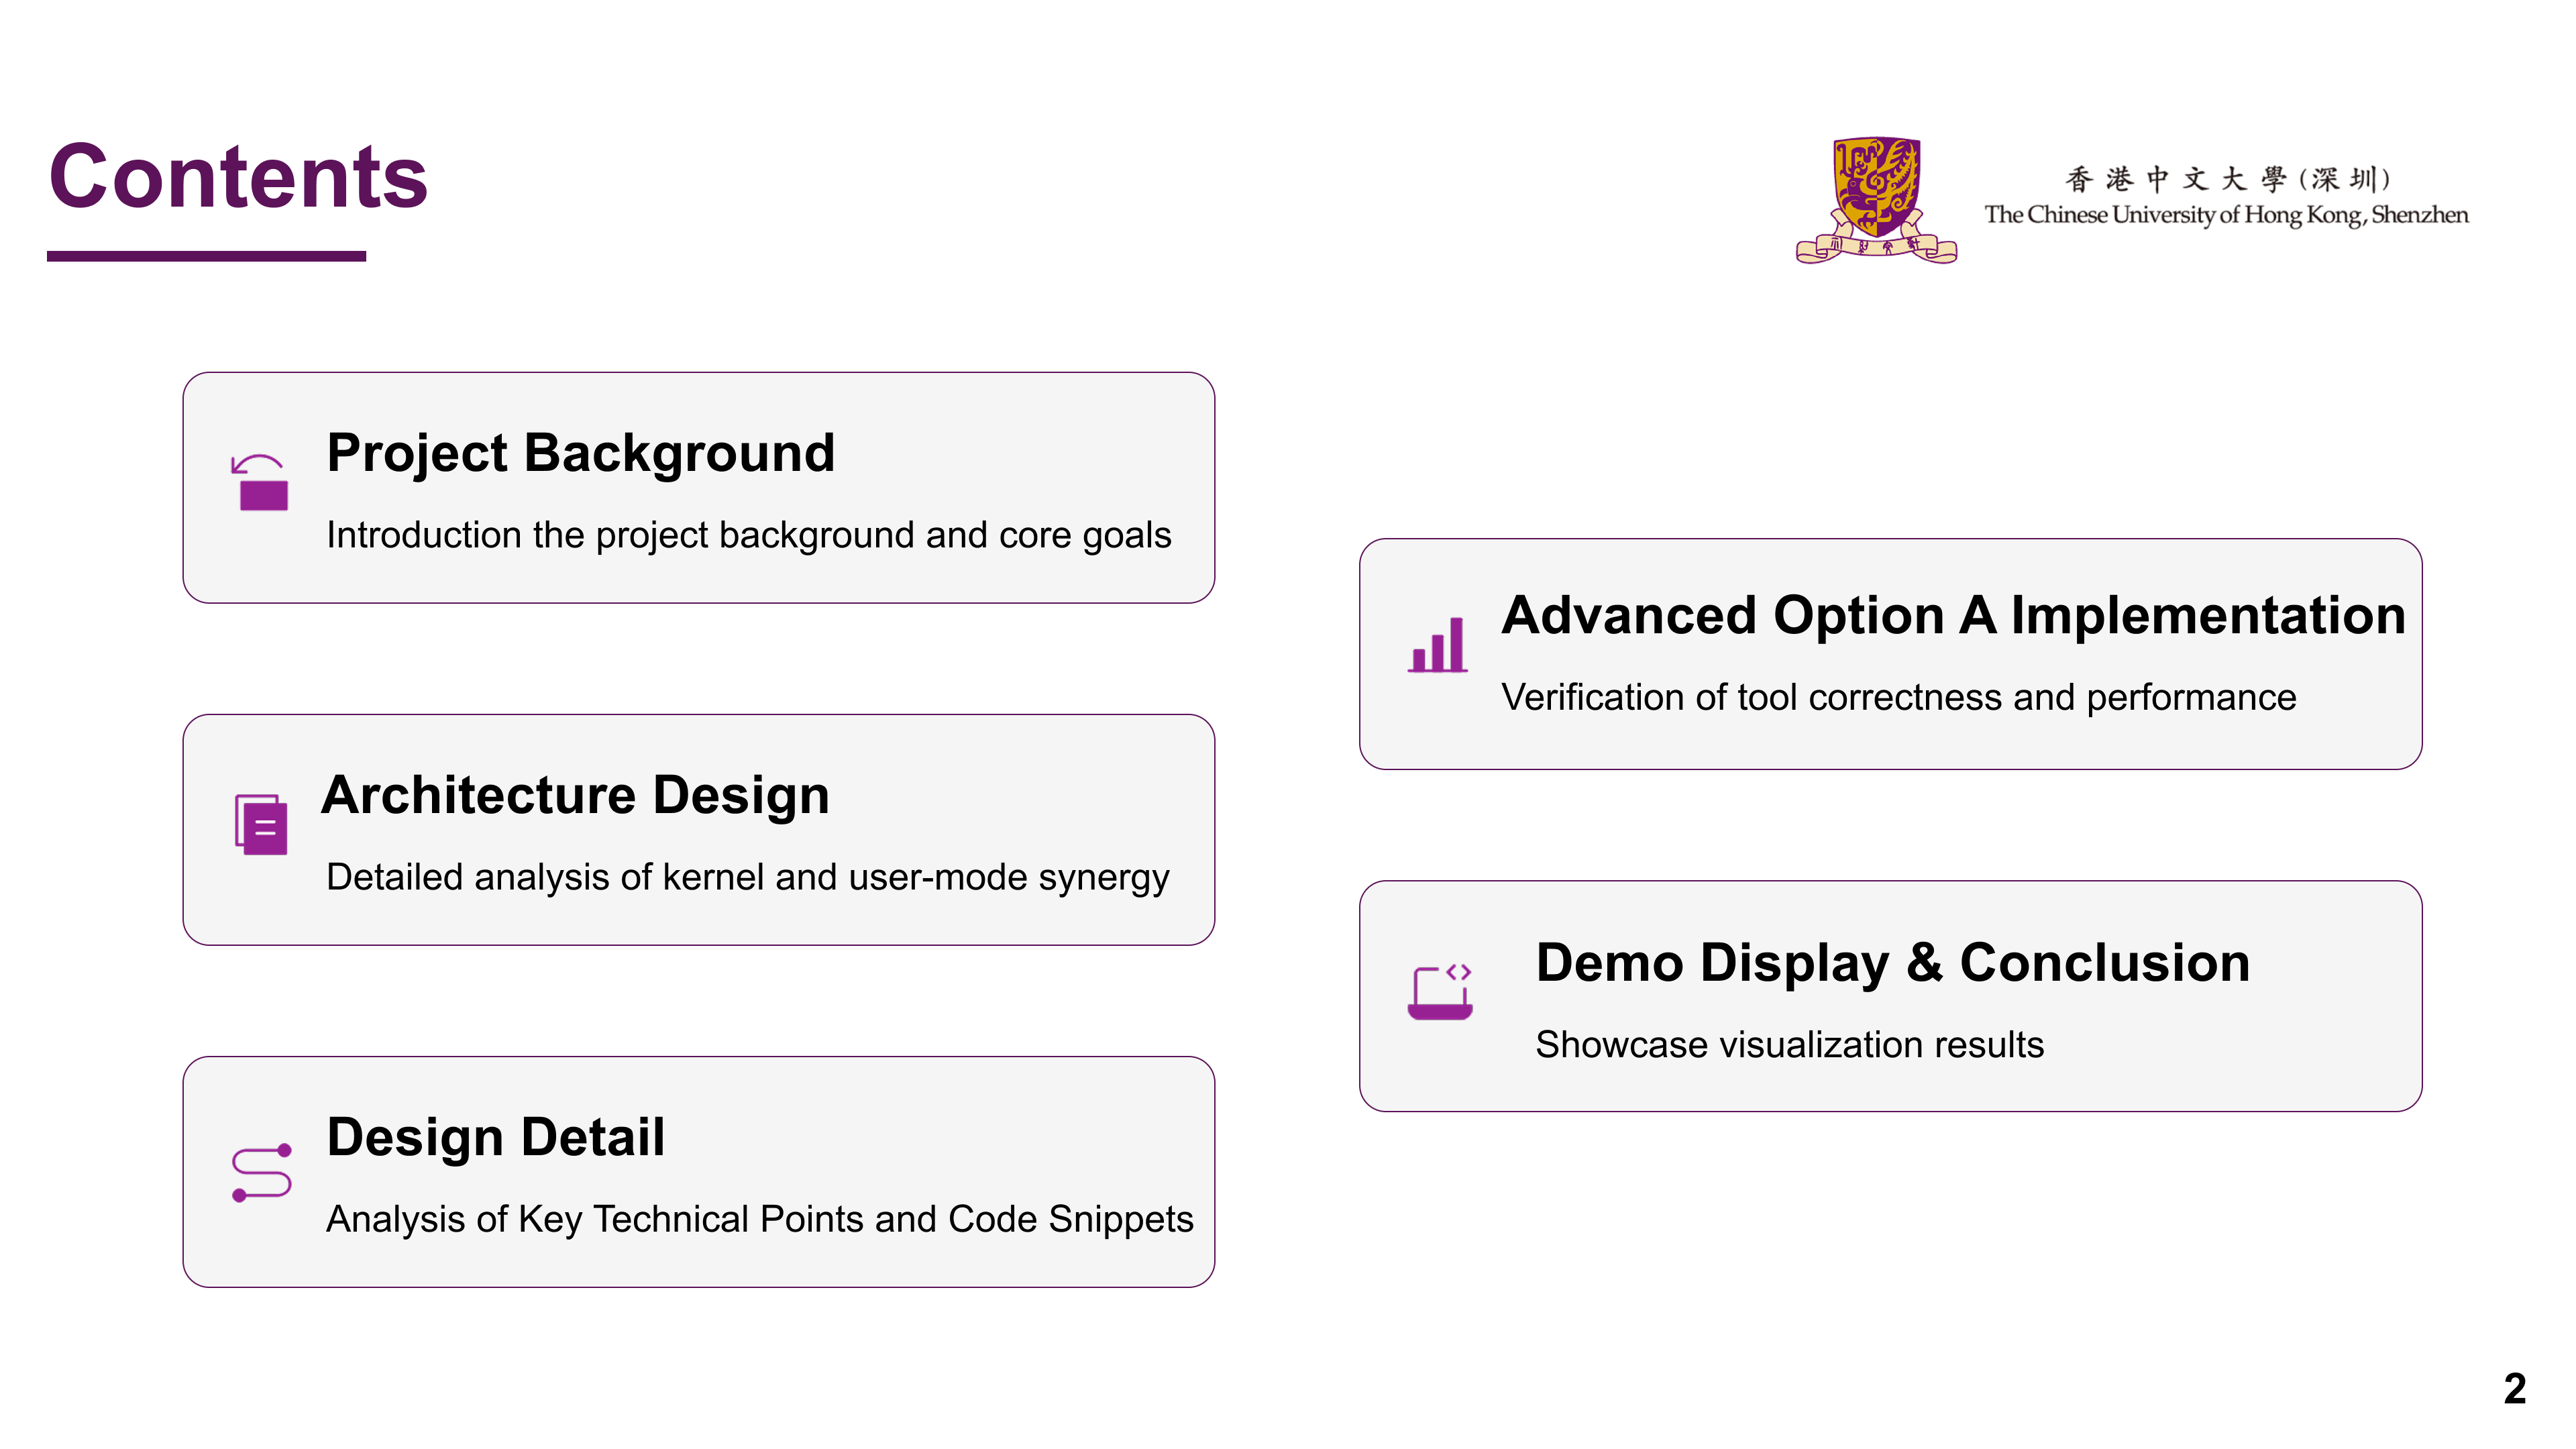 Contents
香港中文大學(深圳)
The Chinese University of Hong Kong, Shenzhen
Project Background
Introduction the project background and core goals
Architecture Design
Detailed analysis of kernel and user-mode synergy
Design Detail
Analysis of Key Technical Points and Code Snippets
Advanced Option A Implementation
Verification of tool correctness and performance
Demo Display & Conclusion
Showcase visualization results
2